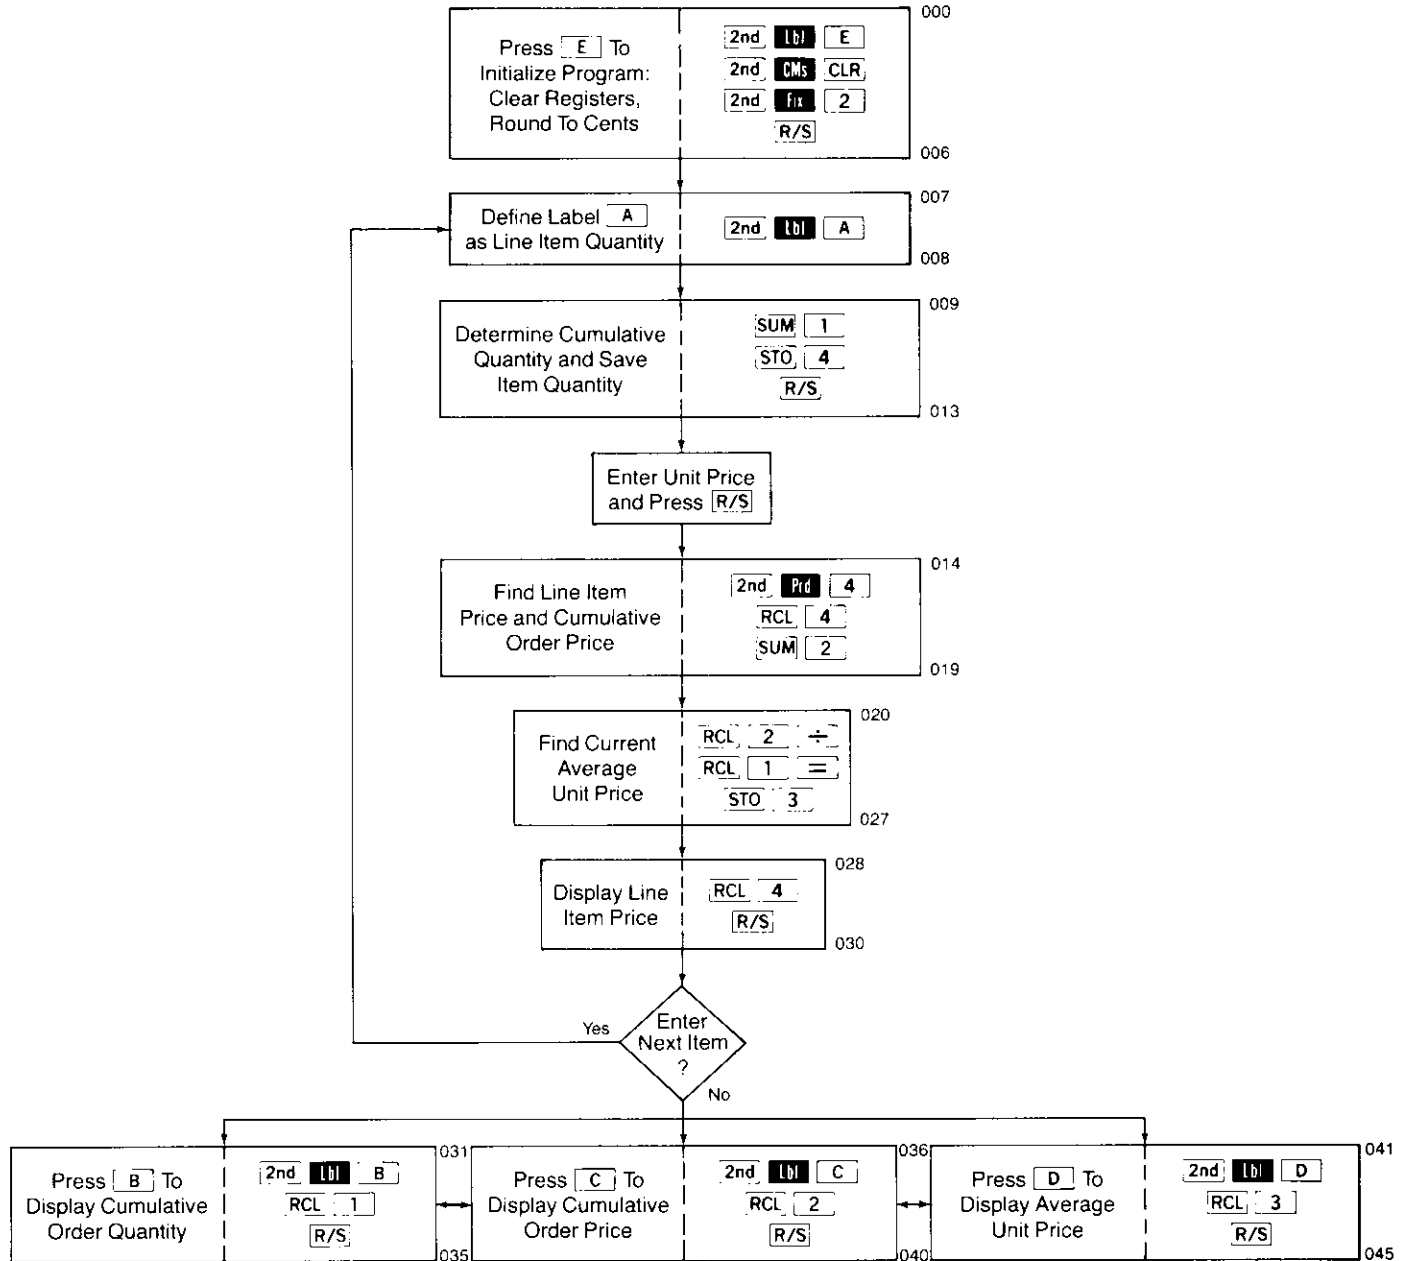 000
Press E To
Initialize Program:
Clear Registers,
Round To Cents
2nd Lbl E
2nd CMs CLR
2nd Fix 2
R/S
006
007
Define Label A
as Line Item Quantity
2nd Lbl A
008
009
Determine Cumulative
Quantity and Save
Item Quantity
SUM 1
STO 4
R/S
013
Enter Unit Price
and Press R/S
014
Find Line Item
Price and Cumulative
Order Price
2nd Prd 4
RCL 4
SUM 2
019
020
Find Current
Average
Unit Price
RCL 2 ÷
RCL 1 =
STO 3
027
028
Display Line
Item Price
RCL 4
R/S
030
Enter
Next Item
?
Yes
No
031
Press B To
Display Cumulative
Order Quantity
2nd Lbl B
RCL 1
R/S
035
036
Press C To
Display Cumulative
Order Price
2nd Lbl C
RCL 2
R/S
040
041
Press D To
Display Average
Unit Price
2nd Lbl D
RCL 3
R/S
045